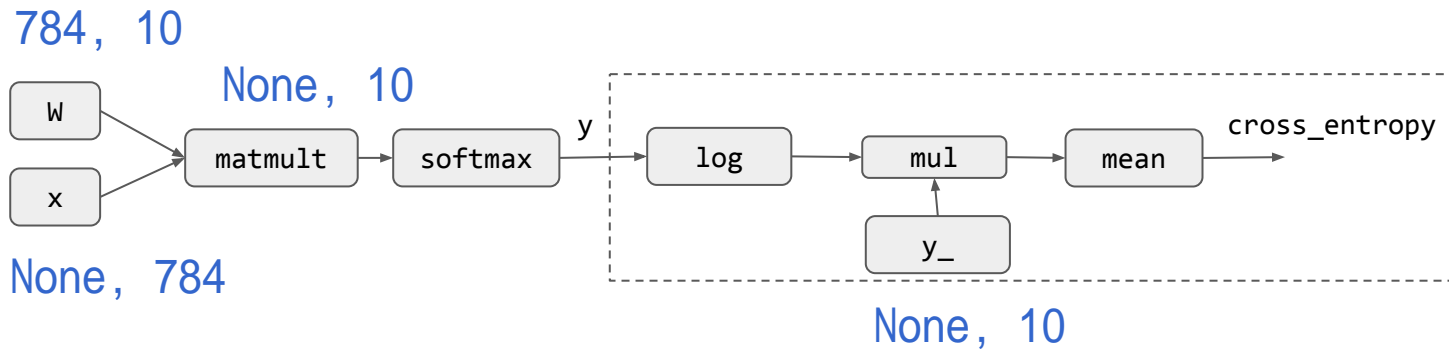 784, 10
W
None, 10
matmult
softmax
y
log
mul
mean
cross_entropy
x
y_
None, 784
None, 10